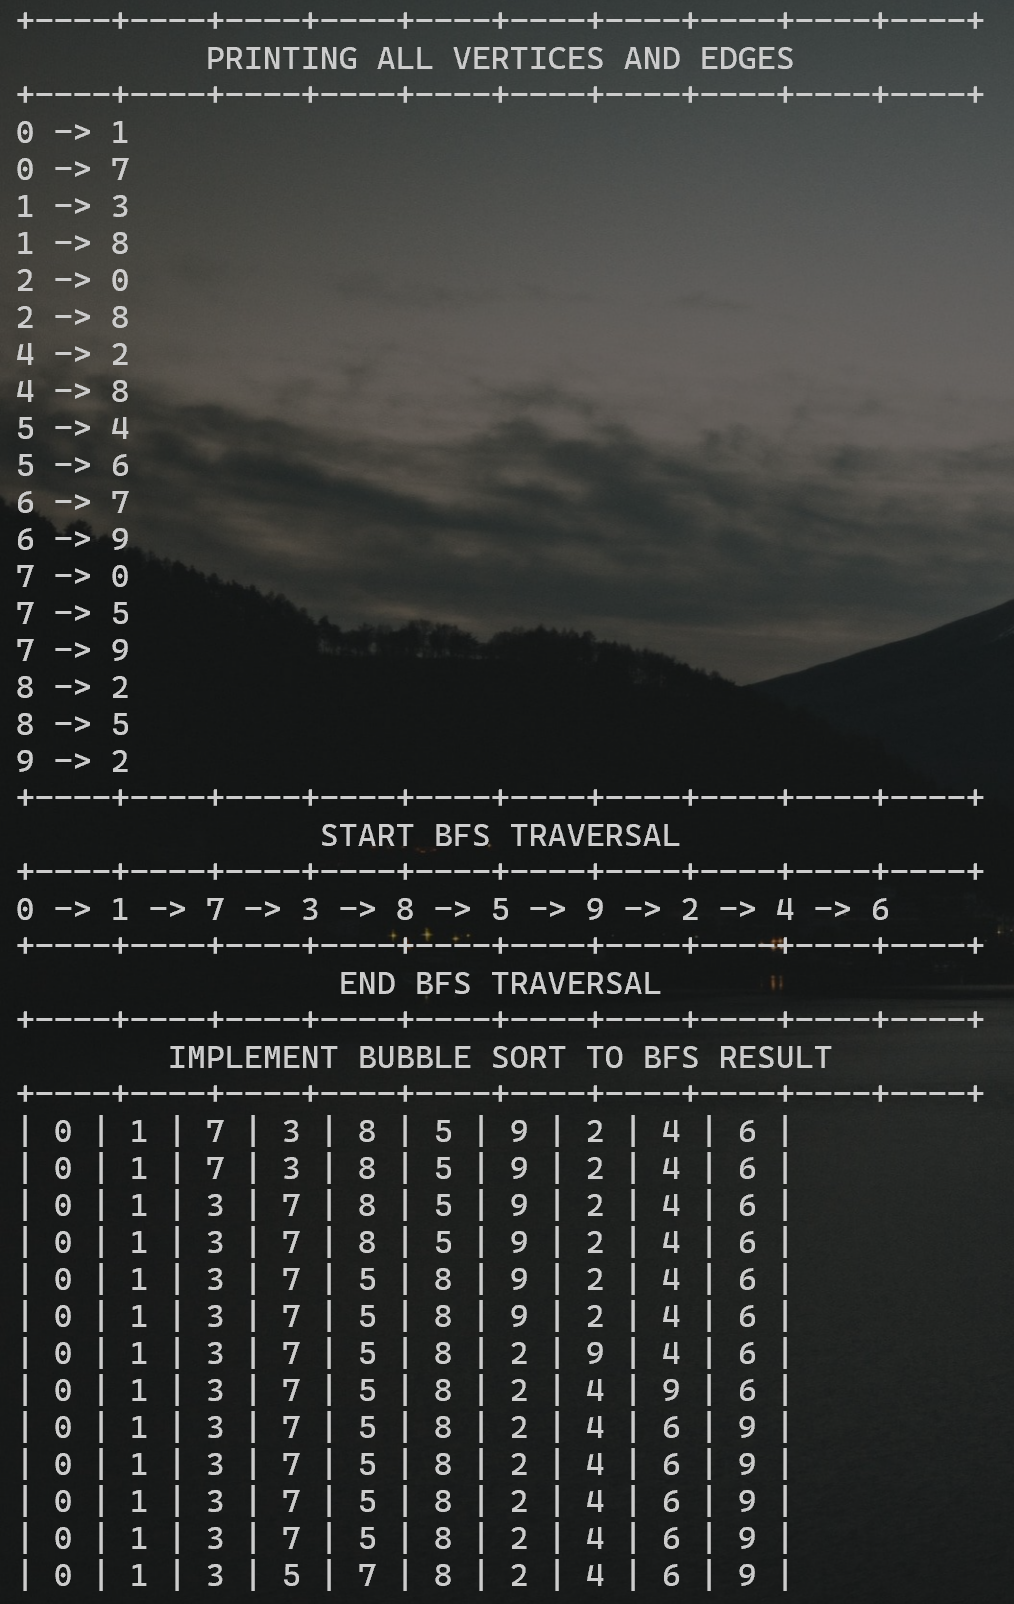 +----+----+----+----+----+----+----+----+----+----+
PRINTING ALL VERTICES AND EDGES
+----+----+----+----+----+----+----+----+----+----+
0 -> 1
0 -> 7
1 -> 3
1 -> 8
2 -> 0
2 -> 8
4 -> 2
4 -> 8
5 -> 4
5 -> 6
6 -> 7
6 -> 9
7 -> 0
7 -> 5
7 -> 9
8 -> 2
8 -> 5
9 -> 2
+----+----+----+----+----+----+----+----+----+----+
START BFS TRAVERSAL
+----+----+----+----+----+----+----+----+----+----+
0 -> 1 -> 7 -> 3 -> 8 -> 5 -> 9 -> 2 -> 4 -> 6
+----+----+----+----+----+----+----+----+----+----+
END BFS TRAVERSAL
+----+----+----+----+----+----+----+----+----+----+
IMPLEMENT BUBBLE SORT TO BFS RESULT
+----+----+----+----+----+----+----+----+----+----+
| 0 | 1 | 7 | 3 | 8 | 5 | 9 | 2 | 4 | 6 |
| 0 | 1 | 7 | 3 | 8 | 5 | 9 | 2 | 4 | 6 |
| 0 | 1 | 3 | 7 | 8 | 5 | 9 | 2 | 4 | 6 |
| 0 | 1 | 3 | 7 | 8 | 5 | 9 | 2 | 4 | 6 |
| 0 | 1 | 3 | 7 | 5 | 8 | 9 | 2 | 4 | 6 |
| 0 | 1 | 3 | 7 | 5 | 8 | 9 | 2 | 4 | 6 |
| 0 | 1 | 3 | 7 | 5 | 8 | 2 | 9 | 4 | 6 |
| 0 | 1 | 3 | 7 | 5 | 8 | 2 | 4 | 9 | 6 |
| 0 | 1 | 3 | 7 | 5 | 8 | 2 | 4 | 6 | 9 |
| 0 | 1 | 3 | 7 | 5 | 8 | 2 | 4 | 6 | 9 |
| 0 | 1 | 3 | 7 | 5 | 8 | 2 | 4 | 6 | 9 |
| 0 | 1 | 3 | 7 | 5 | 8 | 2 | 4 | 6 | 9 |
| 0 | 1 | 3 | 5 | 7 | 8 | 2 | 4 | 6 | 9 |